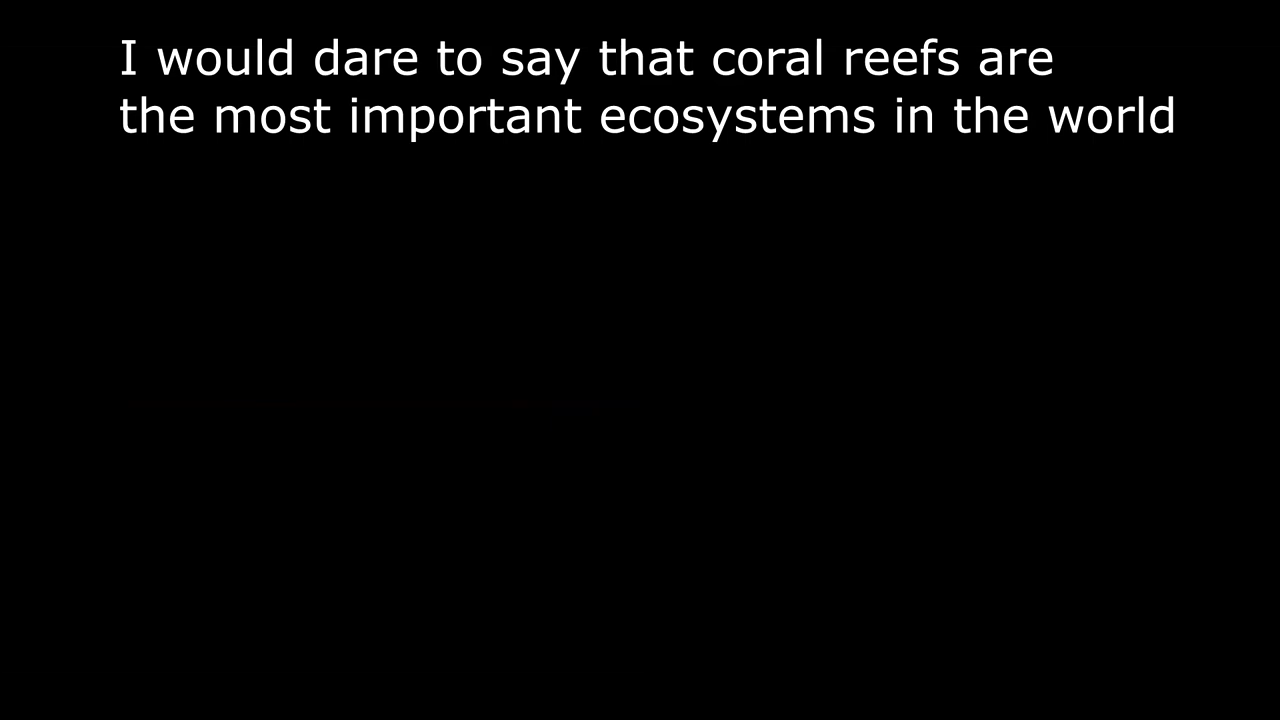 I would dare to say that coral reefs are
the most important ecosystems in the world